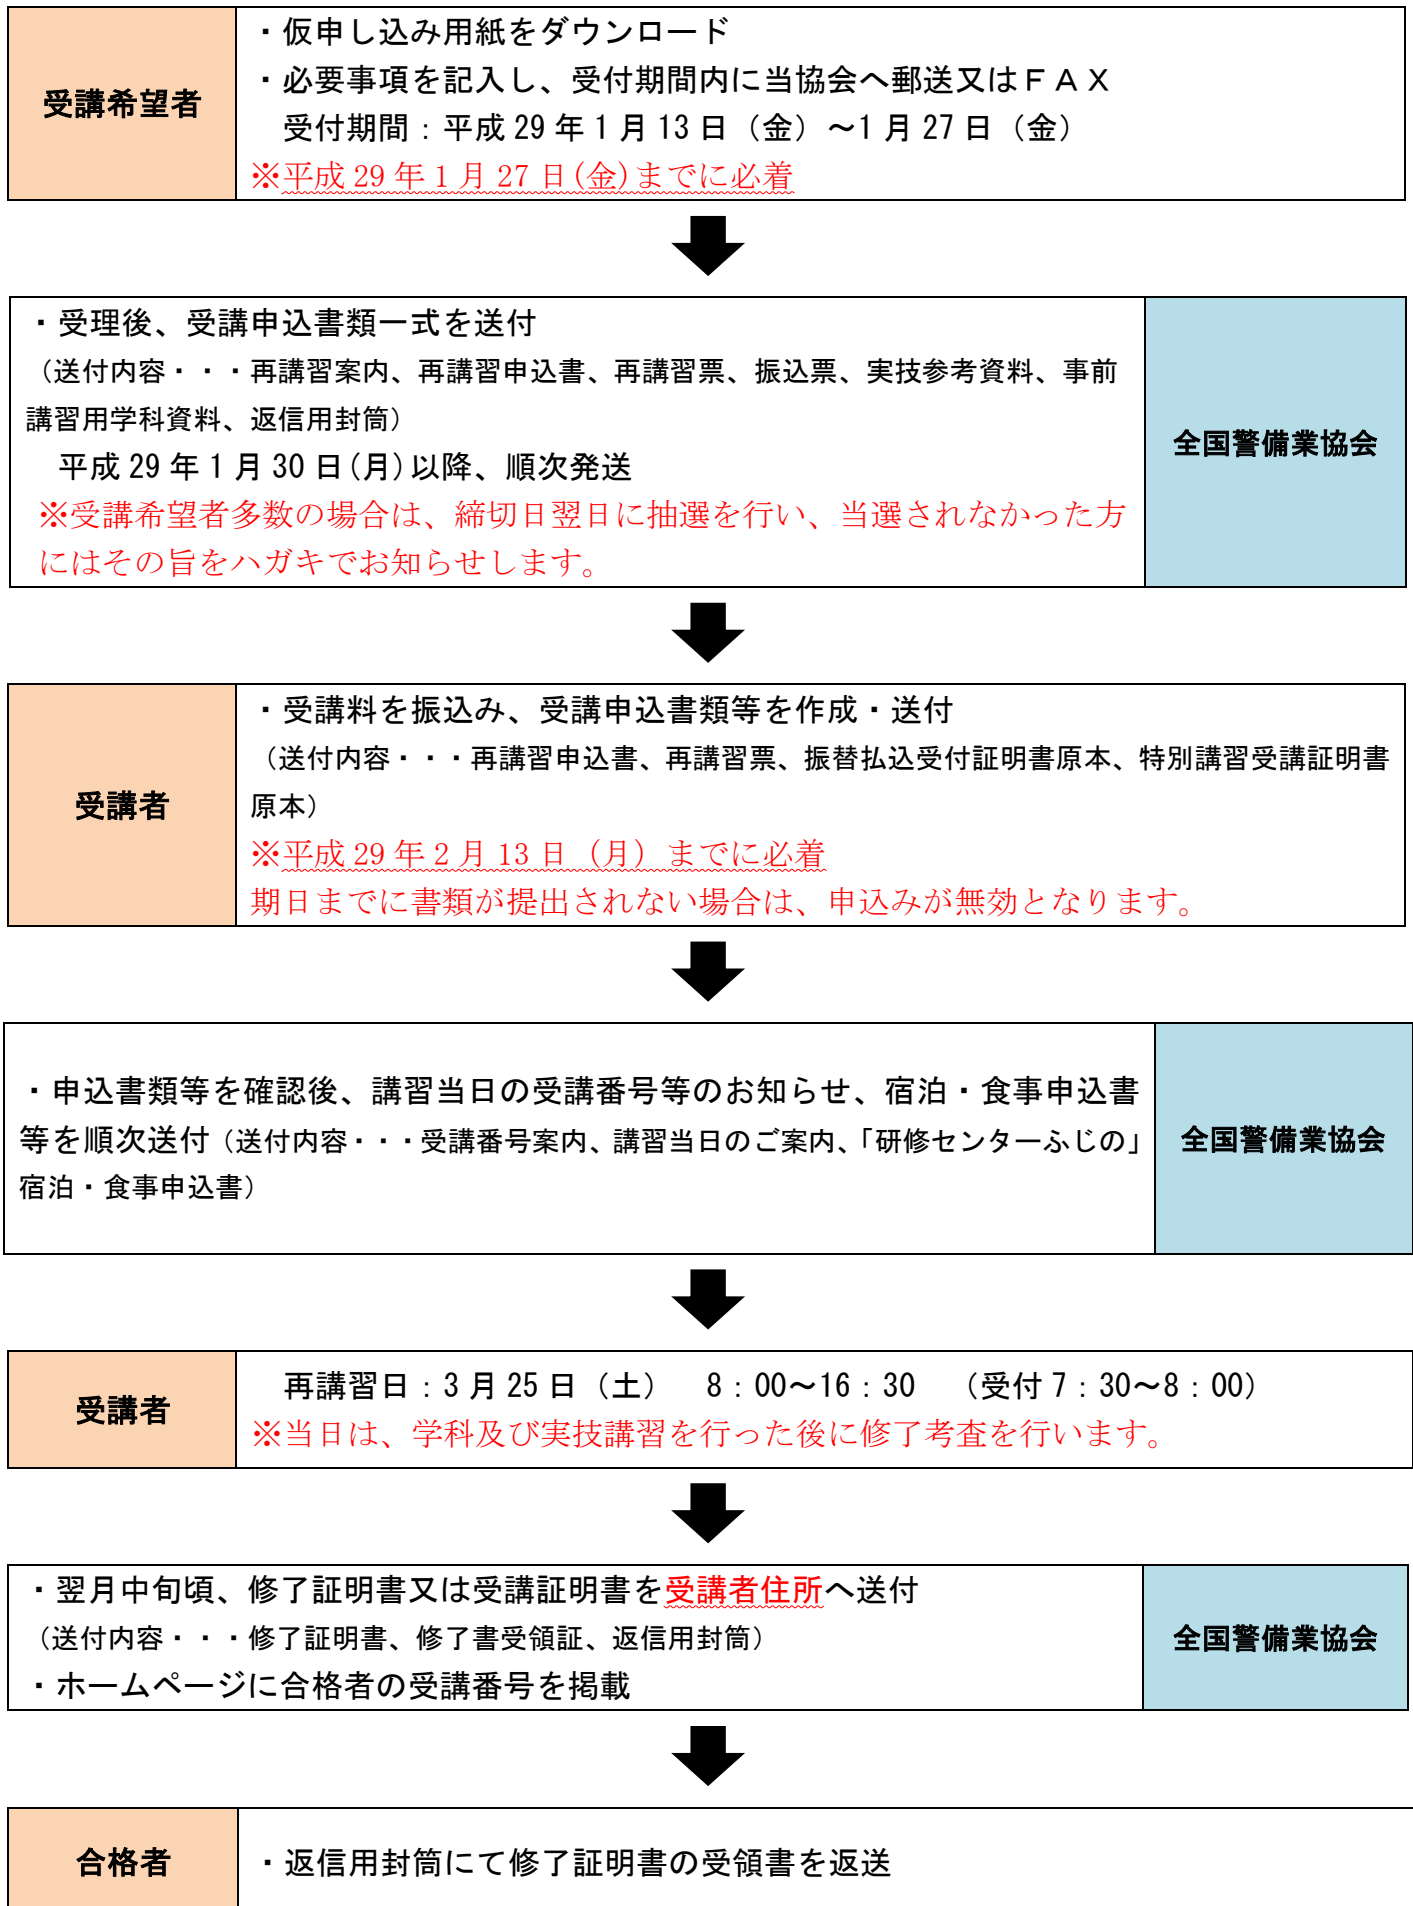 受講希望者
・仮申し込み用紙をダウンロード
・必要事項を記入し、受付期間内に当協会へ郵送又はＦＡＸ
受付期間：平成 29 年 1 月 13 日（金）～1 月 27 日（金）
※平成 29 年 1 月 27 日(金)までに必着
・受理後、受講申込書類一式を送付
（送付内容・・・再講習案内、再講習申込書、再講習票、振込票、実技参考資料、事前
講習用学科資料、返信用封筒）
平成 29 年 1 月 30 日(月)以降、順次発送
※受講希望者多数の場合は、締切日翌日に抽選を行い、当選されなかった方
にはその旨をハガキでお知らせします。
全国警備業協会
受講者
・受講料を振込み、受講申込書類等を作成・送付
（送付内容・・・再講習申込書、再講習票、振替払込受付証明書原本、特別講習受講証明書
原本）
※平成 29 年 2 月 13 日（月）までに必着
期日までに書類が提出されない場合は、申込みが無効となります。
・申込書類等を確認後、講習当日の受講番号等のお知らせ、宿泊・食事申込書
等を順次送付（送付内容・・・受講番号案内、講習当日のご案内、「研修センターふじの」
宿泊・食事申込書）
全国警備業協会
受講者
再講習日：3 月 25 日（土）　8：00～16：30　（受付 7：30～8：00）
※当日は、学科及び実技講習を行った後に修了考査を行います。
・翌月中旬頃、修了証明書又は受講証明書を受講者住所へ送付
（送付内容・・・修了証明書、修了書受領証、返信用封筒）
・ホームページに合格者の受講番号を掲載
全国警備業協会
合格者
・返信用封筒にて修了証明書の受領書を返送